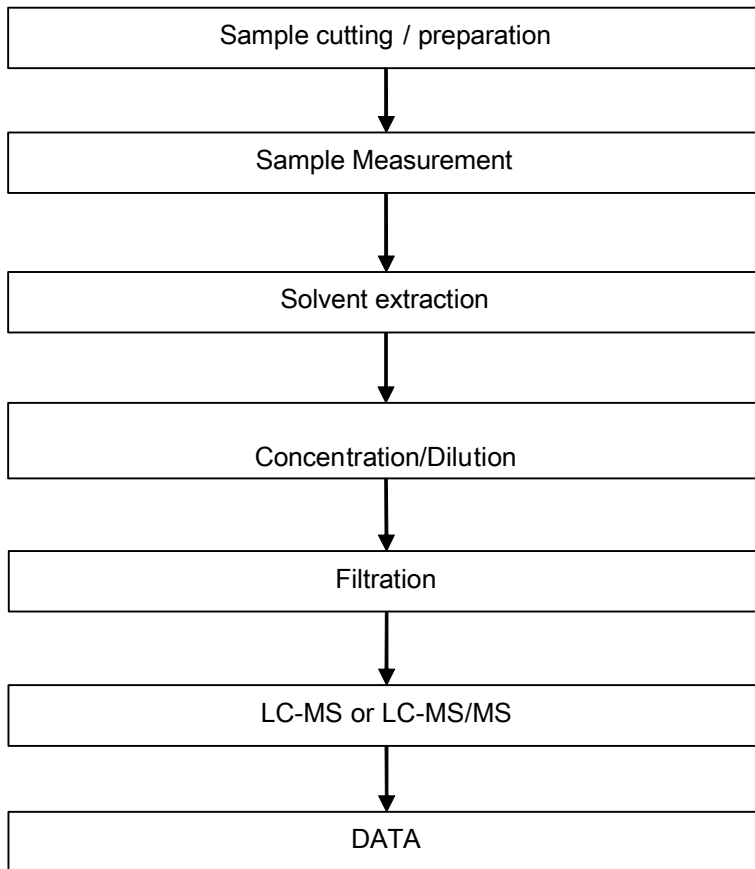 Sample cutting / preparation
Sample Measurement
Solvent extraction
Concentration/Dilution
Filtration
LC-MS or LC-MS/MS
DATA